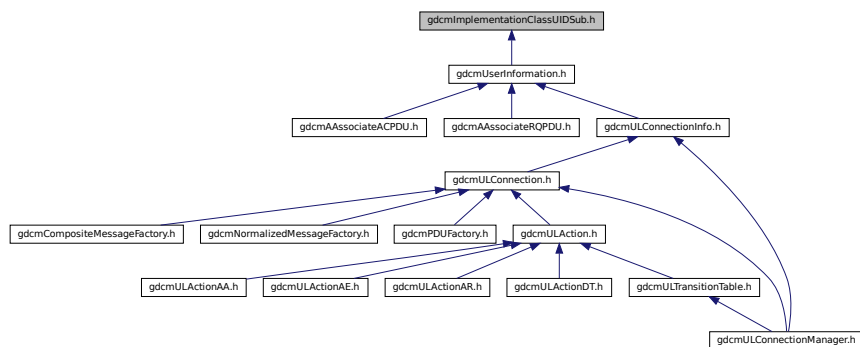 gdcmImplementationClassUIDSub.h
gdcmUserInformation.h
gdcmAAssociateACPDU.h
gdcmAAssociateRQPDU.h
gdcmULConnectionInfo.h
gdcmULConnection.h
gdcmCompositeMessageFactory.h
gdcmNormalizedMessageFactory.h
gdcmPDUFactory.h
gdcmULAction.h
gdcmULActionAA.h
gdcmULActionAE.h
gdcmULActionAR.h
gdcmULActionDT.h
gdcmULTransitionTable.h
gdcmULConnectionManager.h